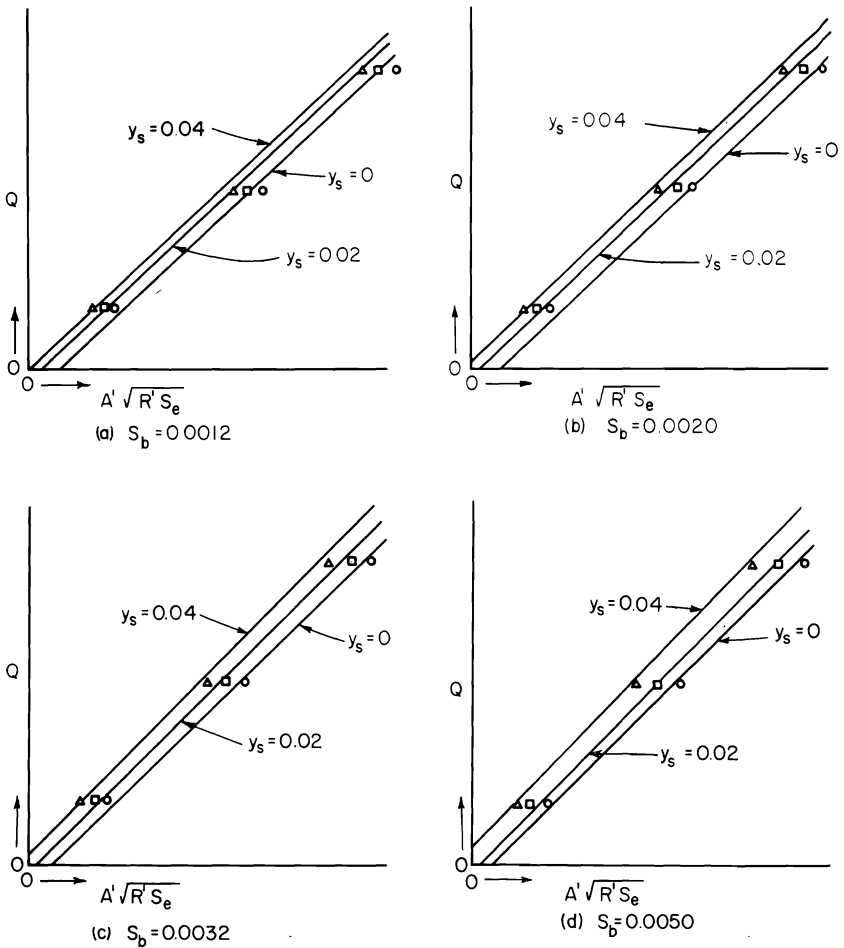 y_s = 0.04
y_s = 0
Q
y_s = 0 02
0
0
A' √R' S_e
(a) S_b = 0 0012
y_s = 0 04
y_s = 0
Q
y_s = 0.02
0
0
A' √R' S_e
(b) S_b = 0.0020
y_s = 0.04
y_s = 0
Q
y_s = 0.02
0
0
A' √R' S_e
(c) S_b = 0.0032
y_s = 0.04
y_s = 0
Q
y_s = 0.02
0
0
A' √R' S_e
(d) S_b = 0.0050